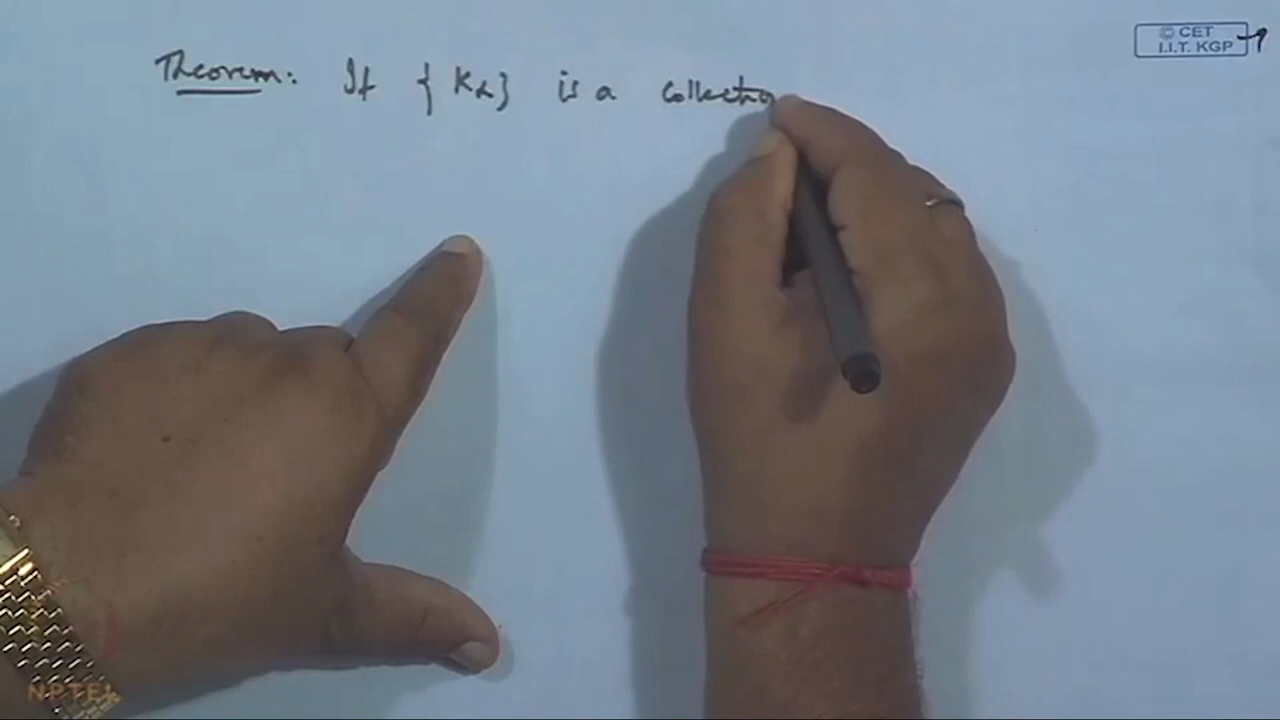 Theorem: If { Kα} is a collectio
© CET
I.I.T. KGP
NPTEL